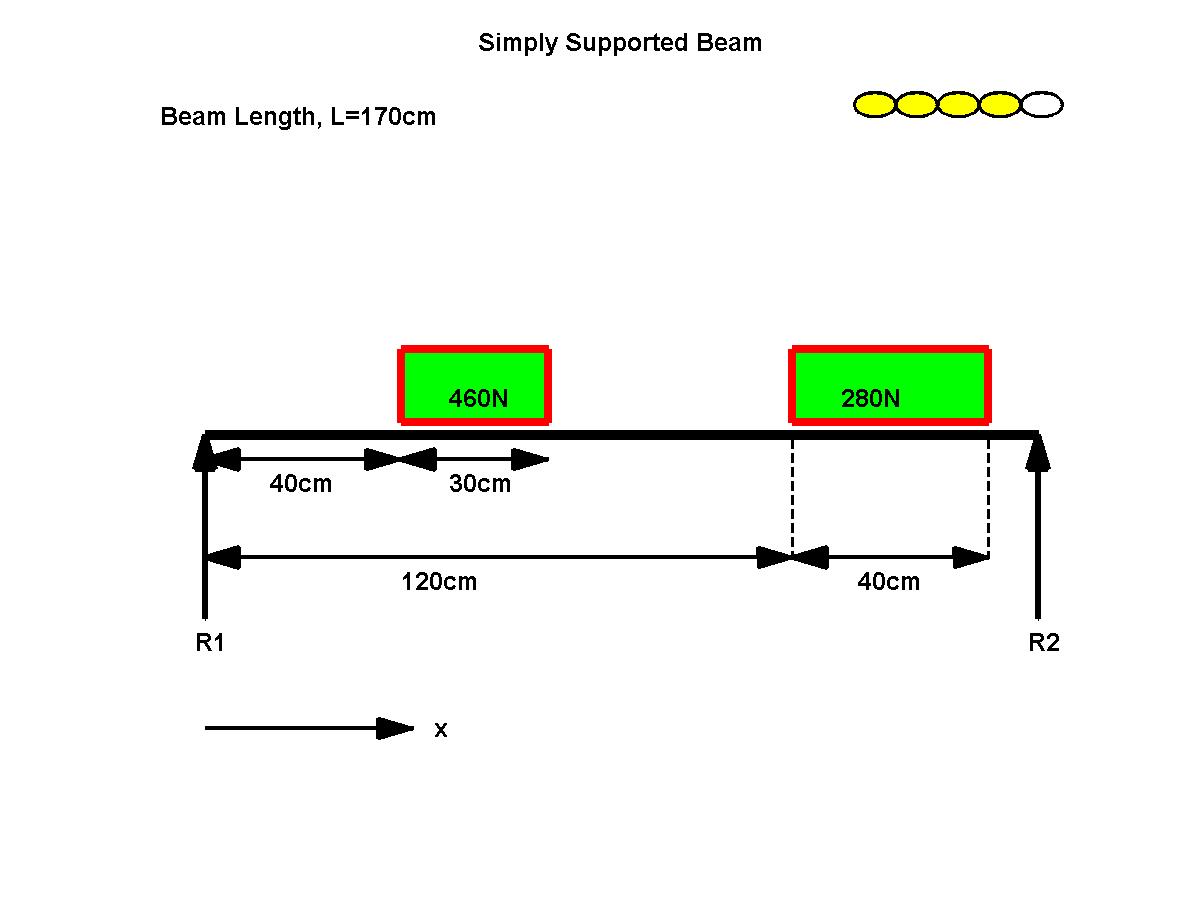 Simply Supported Beam
Beam Length, L=170cm
460N
280N
40cm
30cm
120cm
40cm
R1
R2
x